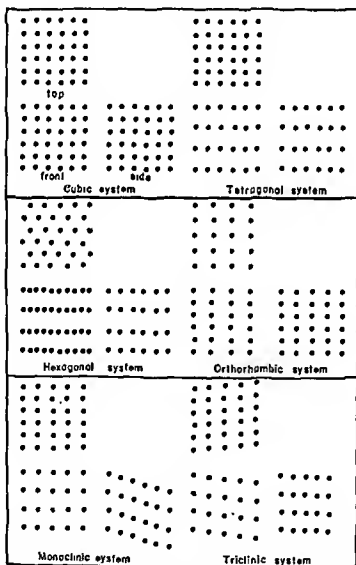 top
front side
Cubic system Tetragonal system
Hexagonal system Orthorhombic system
Monoclinic system Triclinic system